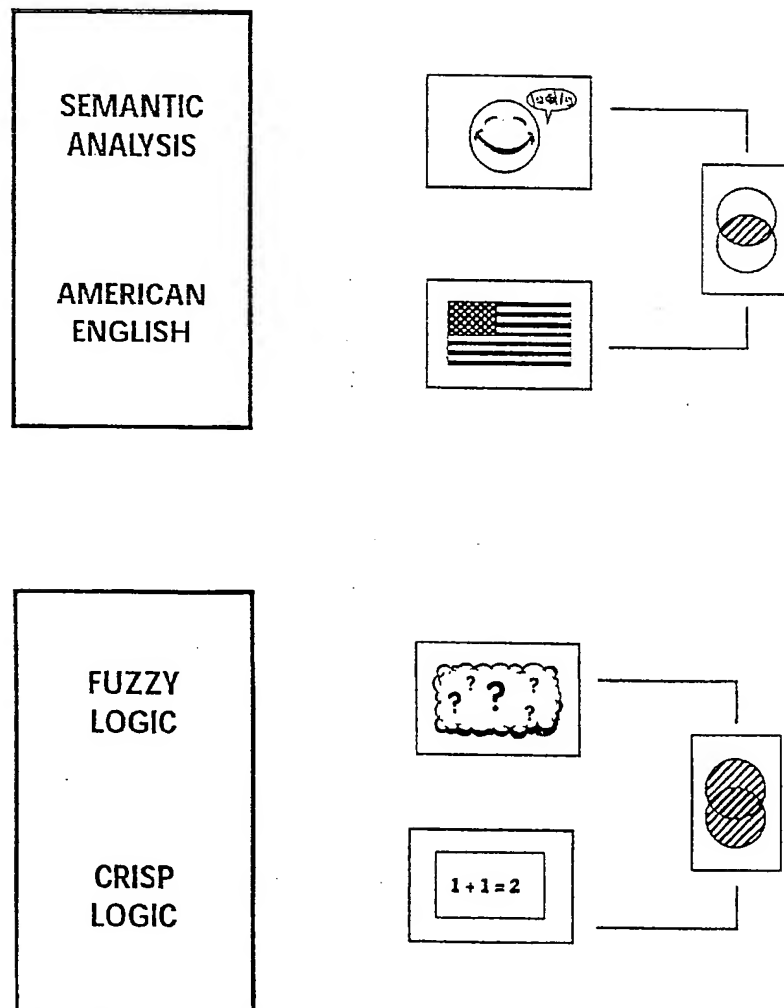 SEMANTIC
ANALYSIS
AMERICAN
ENGLISH
FUZZY
LOGIC
? ? ? ? ?
CRISP
LOGIC
1+1=2